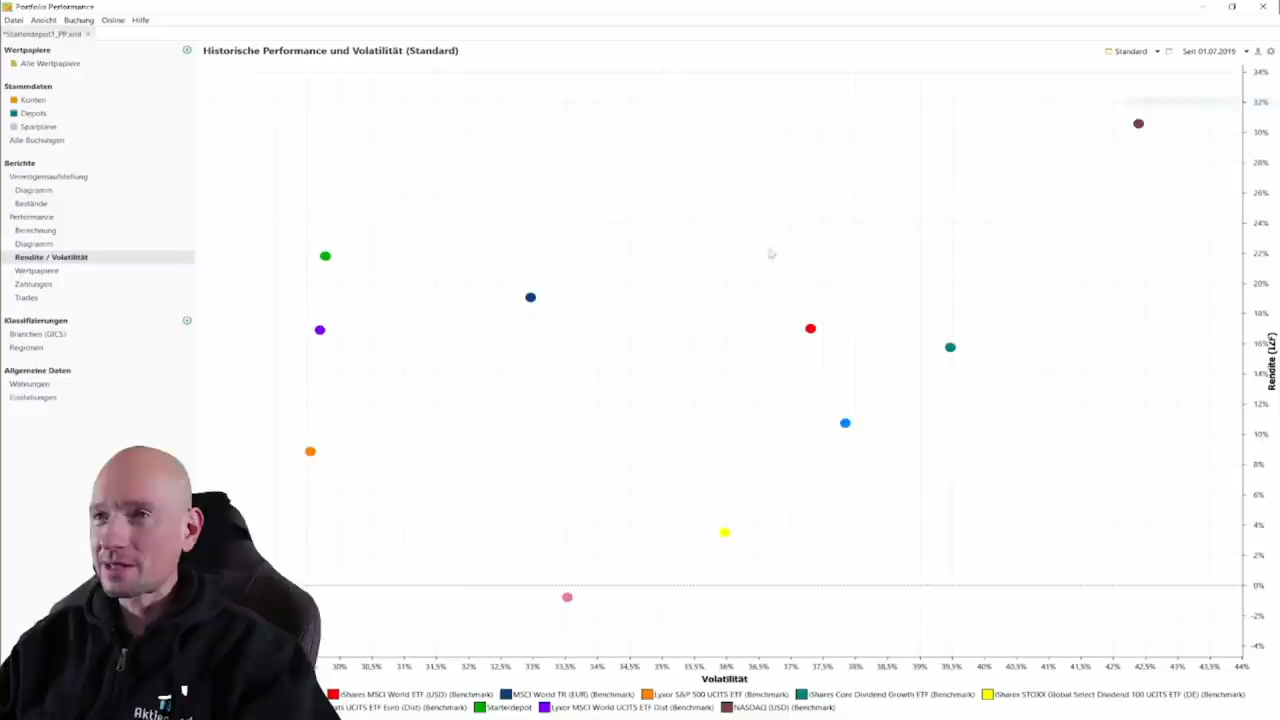 Portfolio Performance
Datei Ansicht Buchung Online Hilfe
*Starterdepot1_PP.xml
Wertpapiere
Alle Wertpapiere
Stammdaten
Konten
Depots
Sparpläne
Alle Buchungen
Berichte
Vermögensaufstellung
Diagramm
Bestände
Performance
Berechnung
Diagramm
Rendite / Volatilität
Wertpapiere
Zahlungen
Trades
Klassifizierungen
Branchen (GICS)
Regionen
Allgemeine Daten
Währungen
Einstellungen
Historische Performance und Volatilität (Standard)
Standard
Seit 01.07.2019
34%
32%
30%
28%
26%
24%
22%
20%
18%
16%
14%
12%
10%
8%
6%
4%
2%
0%
-2%
-4%
Rendite (IZF)
30% 30,5% 31% 31,5% 32% 32,5% 33% 33,5% 34% 34,5% 35% 35,5% 36% 36,5% 37% 37,5% 38% 38,5% 39% 39,5% 40% 40,5% 41% 41,5% 42% 42,5% 43% 43,5% 44%
Volatilität
iShares MSCI World ETF (USD) (Benchmark) MSCI World TR (EUR) (Benchmark) Lyxor S&P 500 UCITS ETF (Benchmark) iShares Core Dividend Growth ETF (Benchmark) iShares STOXX Global Select Dividend 100 UCITS ETF (DE) (Benchmark)
UCITS ETF Euro (Dist) (Benchmark) Starterdepot Lyxor MSCI World UCITS ETF Dist (Benchmark) NASDAQ (USD) (Benchmark)